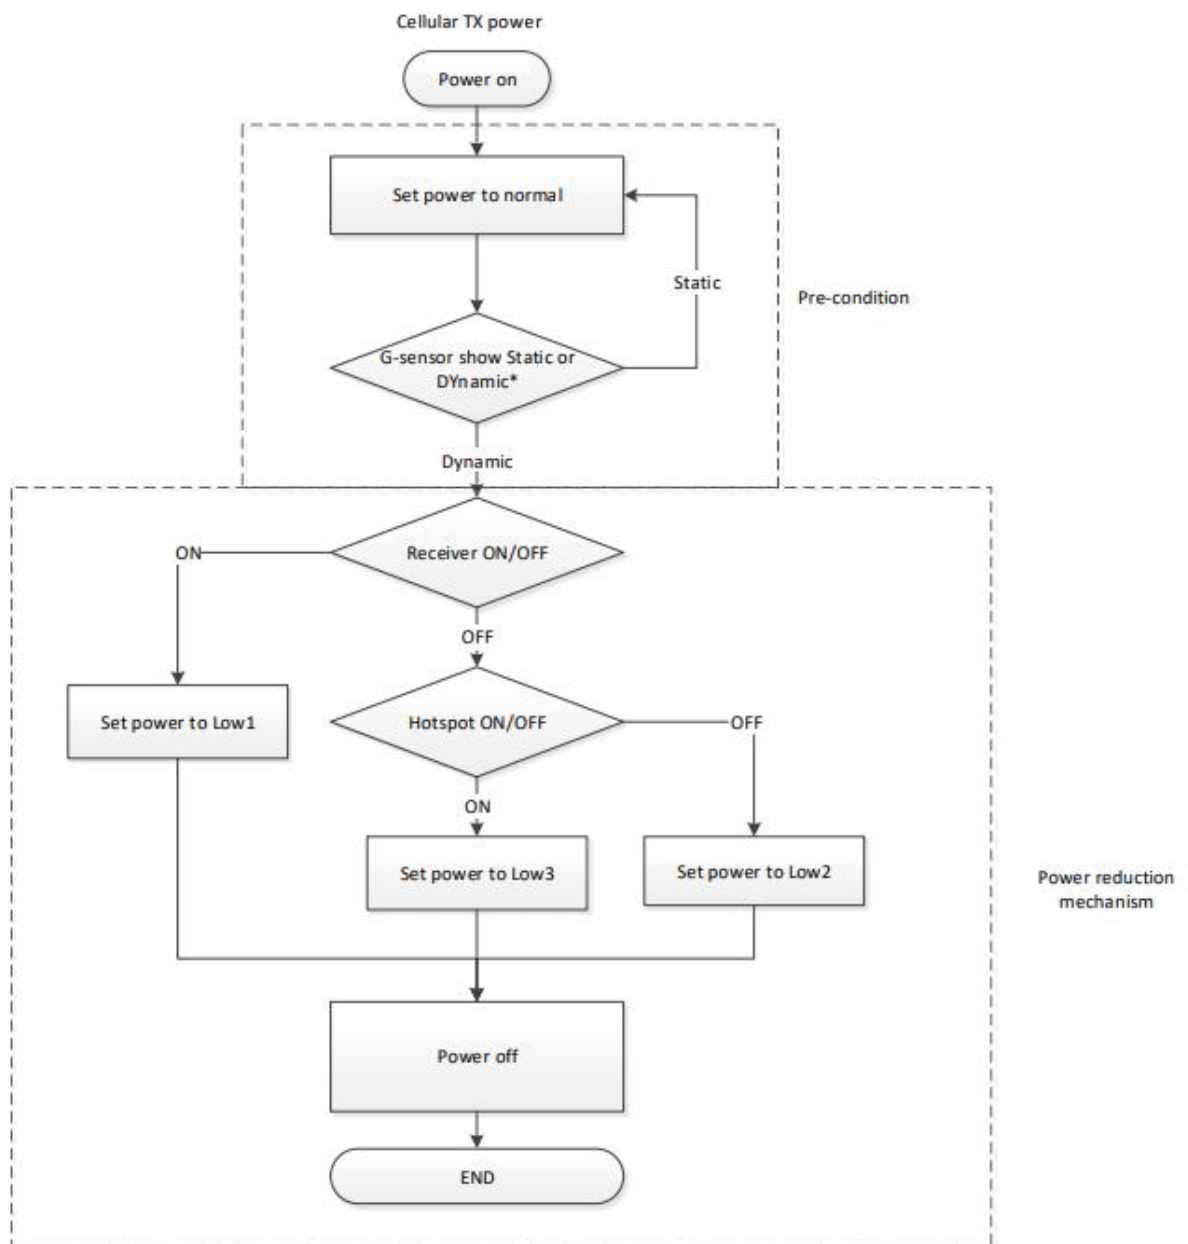 Cellular TX power
Power on
Set power to normal
Static
Pre-condition
G-sensor show Static or
DYnamic*
Dynamic
Receiver ON/OFF
ON
OFF
Set power to Low1
Hotspot ON/OFF
OFF
ON
Set power to Low3
Set power to Low2
Power reduction
mechanism
Power off
END